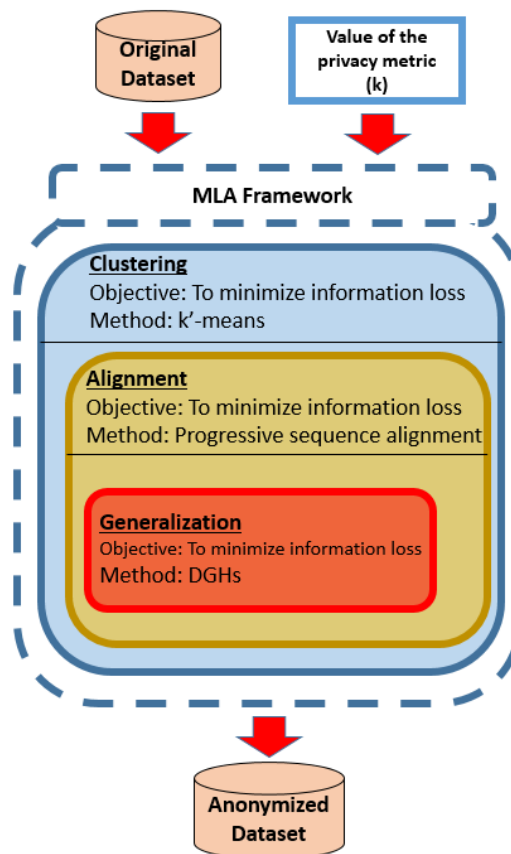 Original
Dataset
Value of the
privacy metric
(k)
MLA Framework
Clustering
Objective: To minimize information loss
Method: k’-means
Alignment
Objective: To minimize information loss
Method: Progressive sequence alignment
Generalization
Objective: To minimize information loss
Method: DGHs
Anonymized
Dataset